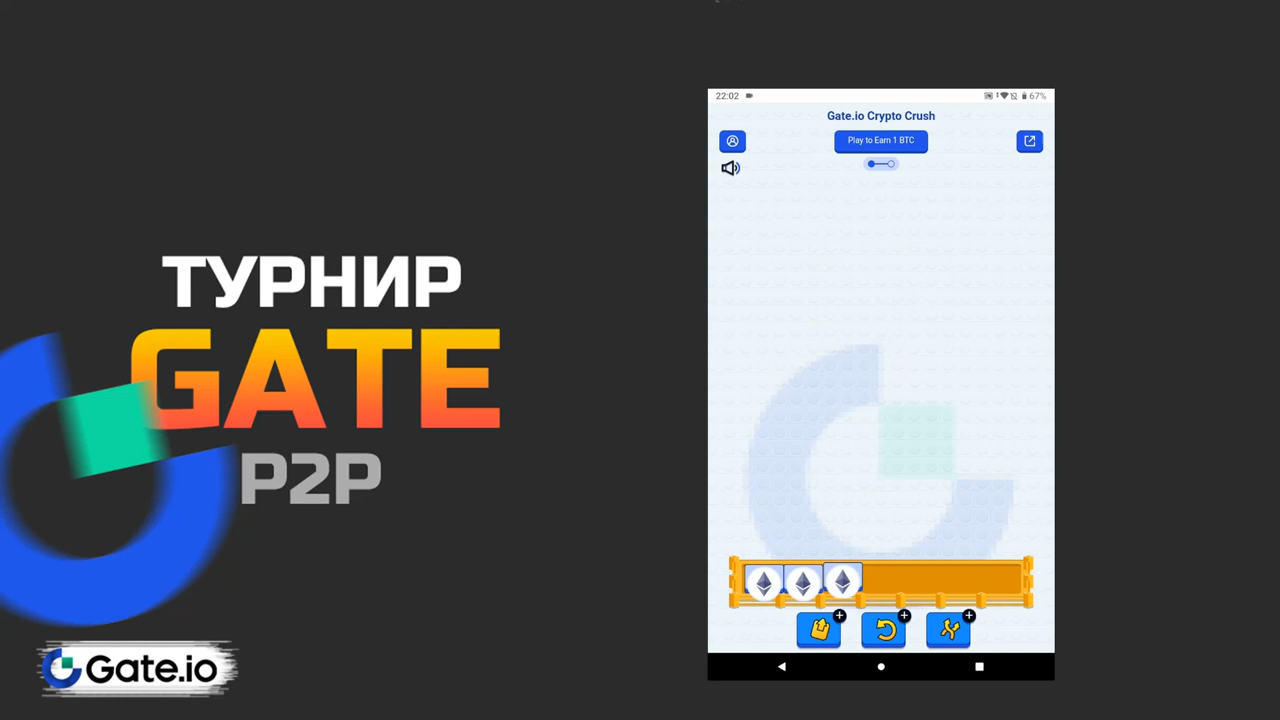 ТУРНИР
GATE
P2P
Gate.io
22:02
67%
Gate.io Crypto Crush
Play to Earn 1 BTC